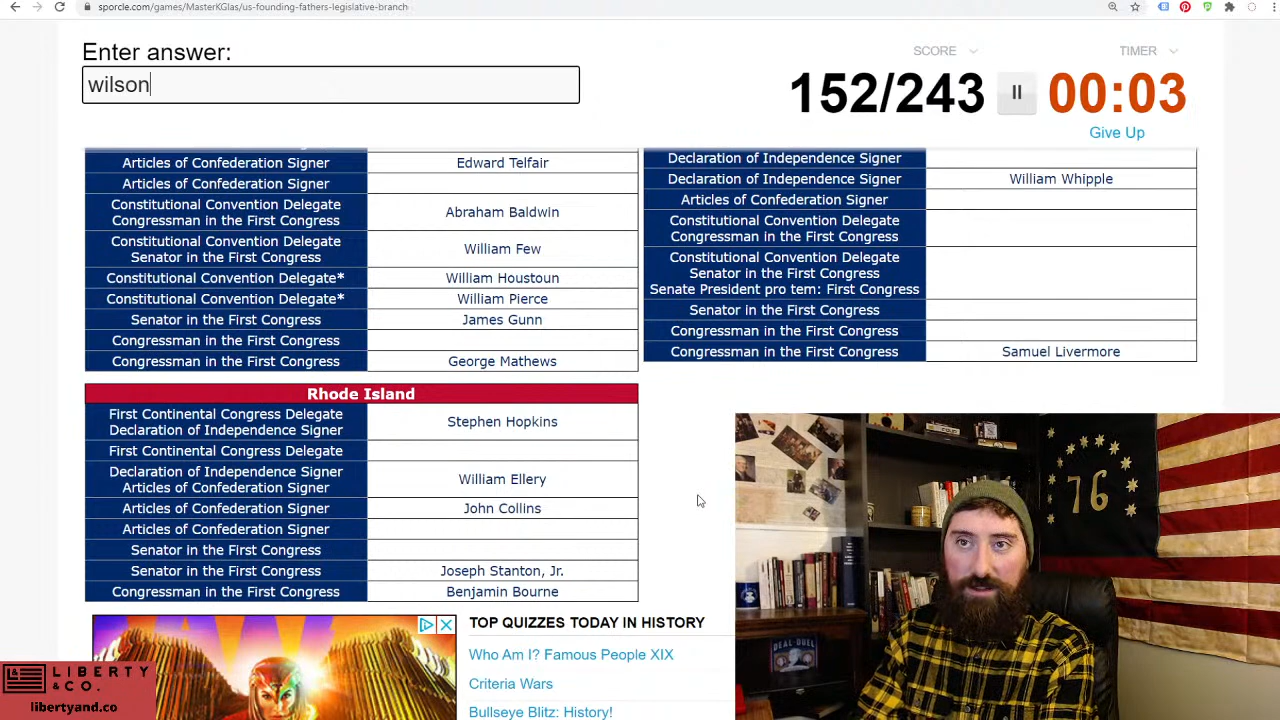 sporcle.com/games/MasterKGlas/us-founding-fathers-legislative-branch
Enter answer:
wilson
SCORE
TIMER
152/243
00:03
Give Up
Articles of Confederation Signer
Edward Telfair
Articles of Confederation Signer
Constitutional Convention Delegate
Congressman in the First Congress
Abraham Baldwin
Constitutional Convention Delegate
Senator in the First Congress
William Few
Constitutional Convention Delegate*
William Houstoun
Constitutional Convention Delegate*
William Pierce
Senator in the First Congress
James Gunn
Congressman in the First Congress
Congressman in the First Congress
George Mathews
Declaration of Independence Signer
Declaration of Independence Signer
William Whipple
Articles of Confederation Signer
Constitutional Convention Delegate
Congressman in the First Congress
Constitutional Convention Delegate
Senator in the First Congress
Senate President pro tem: First Congress
Senator in the First Congress
Congressman in the First Congress
Congressman in the First Congress
Samuel Livermore
Rhode Island
First Continental Congress Delegate
Declaration of Independence Signer
Stephen Hopkins
First Continental Congress Delegate
Declaration of Independence Signer
Articles of Confederation Signer
William Ellery
Articles of Confederation Signer
John Collins
Articles of Confederation Signer
Senator in the First Congress
Senator in the First Congress
Joseph Stanton, Jr.
Congressman in the First Congress
Benjamin Bourne
TOP QUIZZES TODAY IN HISTORY
Who Am I? Famous People XIX
Criteria Wars
Bullseye Blitz: History!
LIBERTY
& CO.
libertyand.co
76
DEAL·DUEL